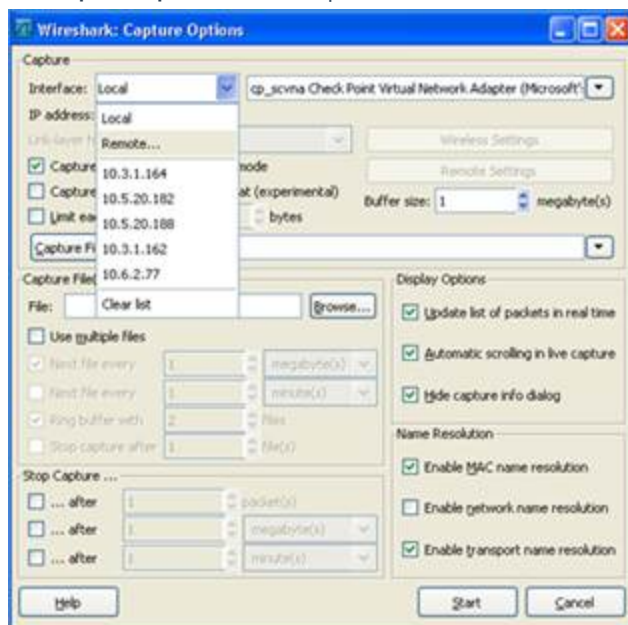 Wireshark: Capture Options
Capture
Interface: Local cp_scvna Check Point Virtual Network Adapter (Microsoft'
IP address:
Local
Remote...
10.3.1.164
10.5.20.182
10.5.20.188
10.3.1.162
10.6.2.77
Clear list
Wireless Settings
Capture node
Remote Settings
Capture at (experimental)
Buffer size: 1 megabyte(s)
Limit ea bytes
Capture Fi
Capture File(
File: Browse...
Use multiple files
Next file every 1 megabyte(s)
Next file every 1 minute(s)
Ring buffer with 2 files
Stop capture after 1 file(s)
Stop Capture ...
... after 1 packet(s)
... after 1 megabyte(s)
... after 1 minute(s)
Display Options
Update list of packets in real time
Automatic scrolling in live capture
Hide capture info dialog
Name Resolution
Enable MAC name resolution
Enable network name resolution
Enable transport name resolution
Help Start Cancel